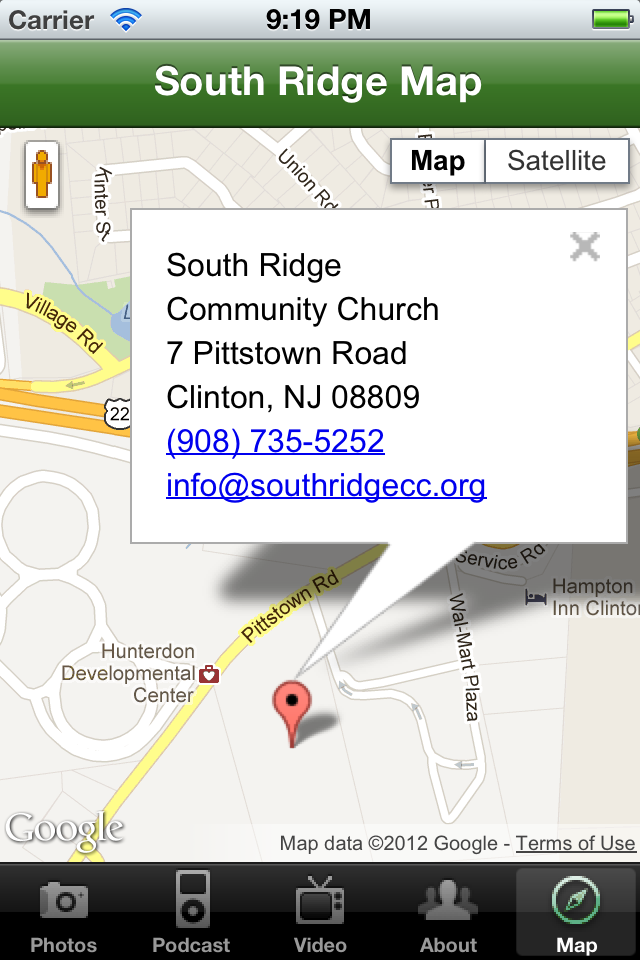 Carrier 9:19 PM
South Ridge Map
Map Satellite
Union Rd
Village Rd
22
South Ridge
Community Church
7 Pittstown Road
Clinton, NJ 08809
(908) 735-5252
info@southridgecc.org
Service Rd
Pittstown Rd
Hampton
Inn Clinton
Wal-Mart Plaza
Hunterdon
Developmental
Center
Google
Map data ©2012 Google - Terms of Use
Photos Podcast Video About Map